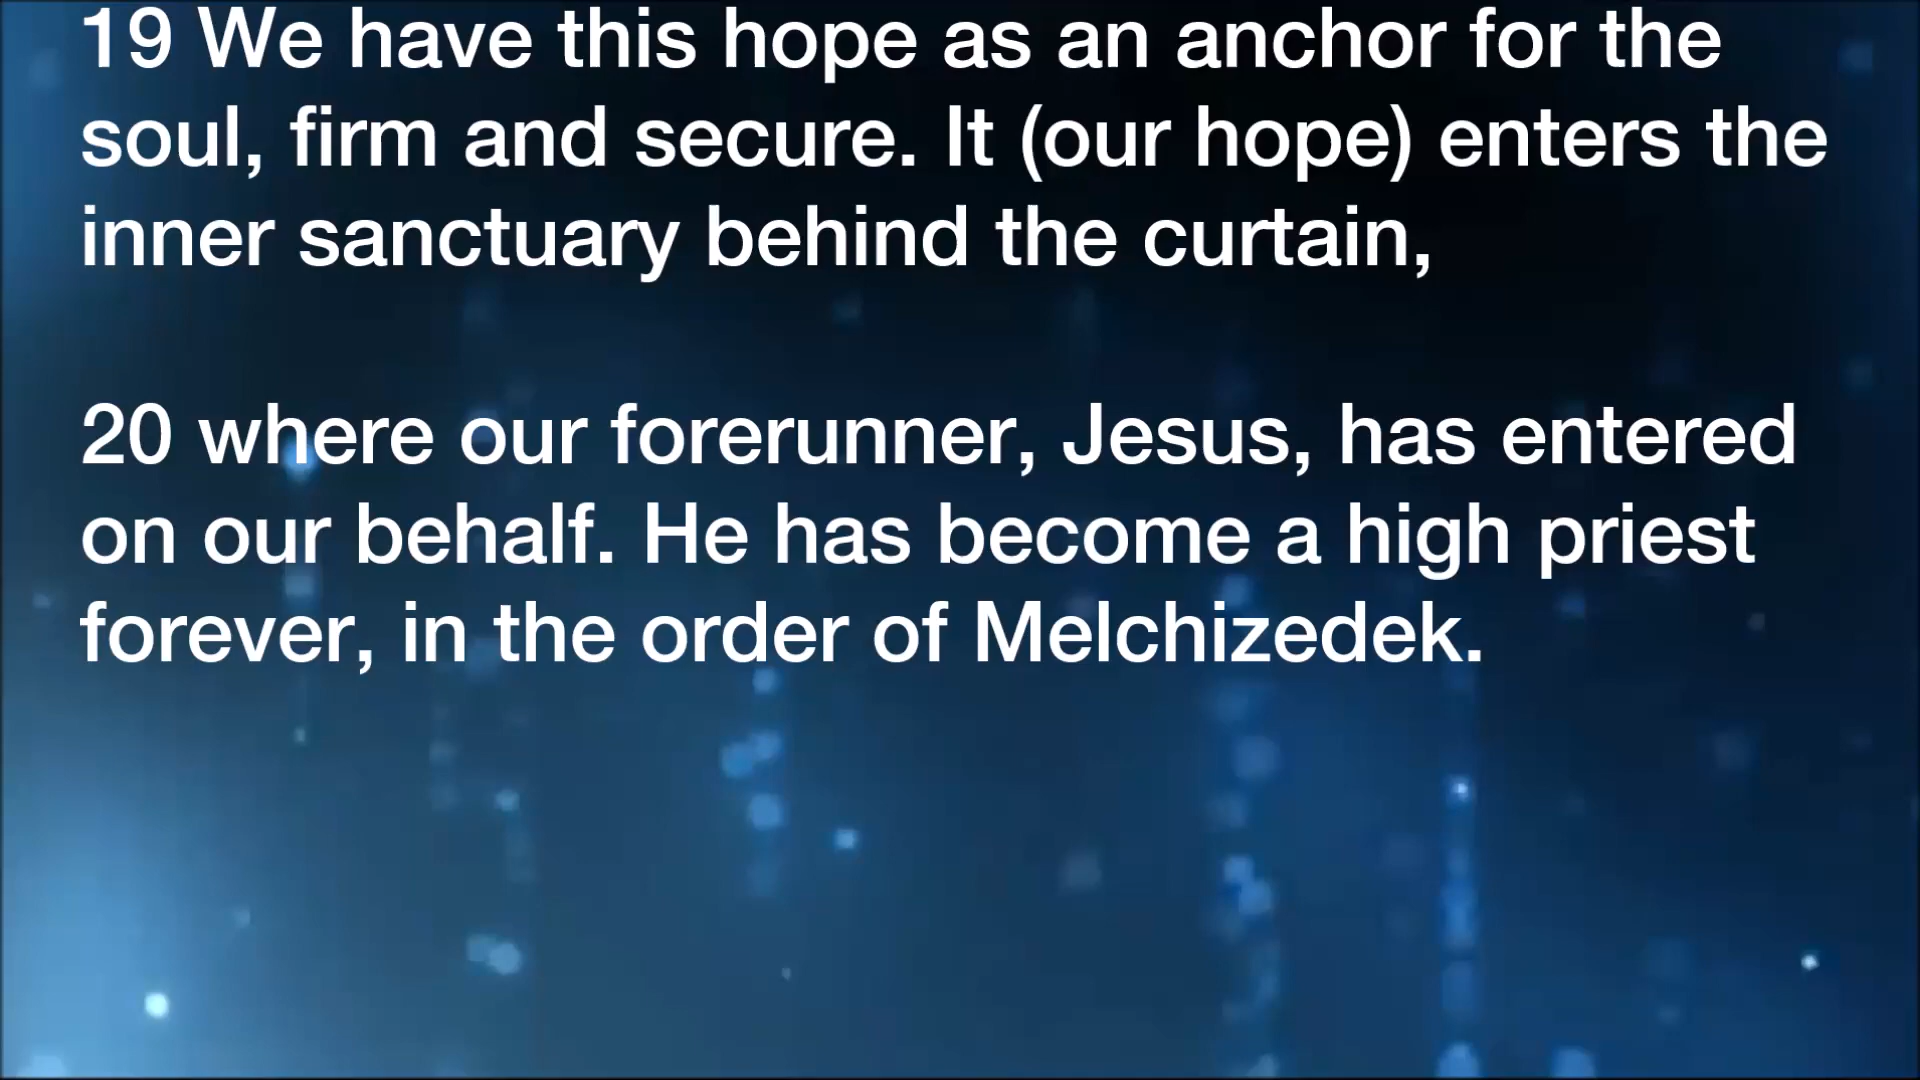 19 We have this hope as an anchor for the
soul, firm and secure. It (our hope) enters the
inner sanctuary behind the curtain,
20 where our forerunner, Jesus, has entered
on our behalf. He has become a high priest
forever, in the order of Melchizedek.